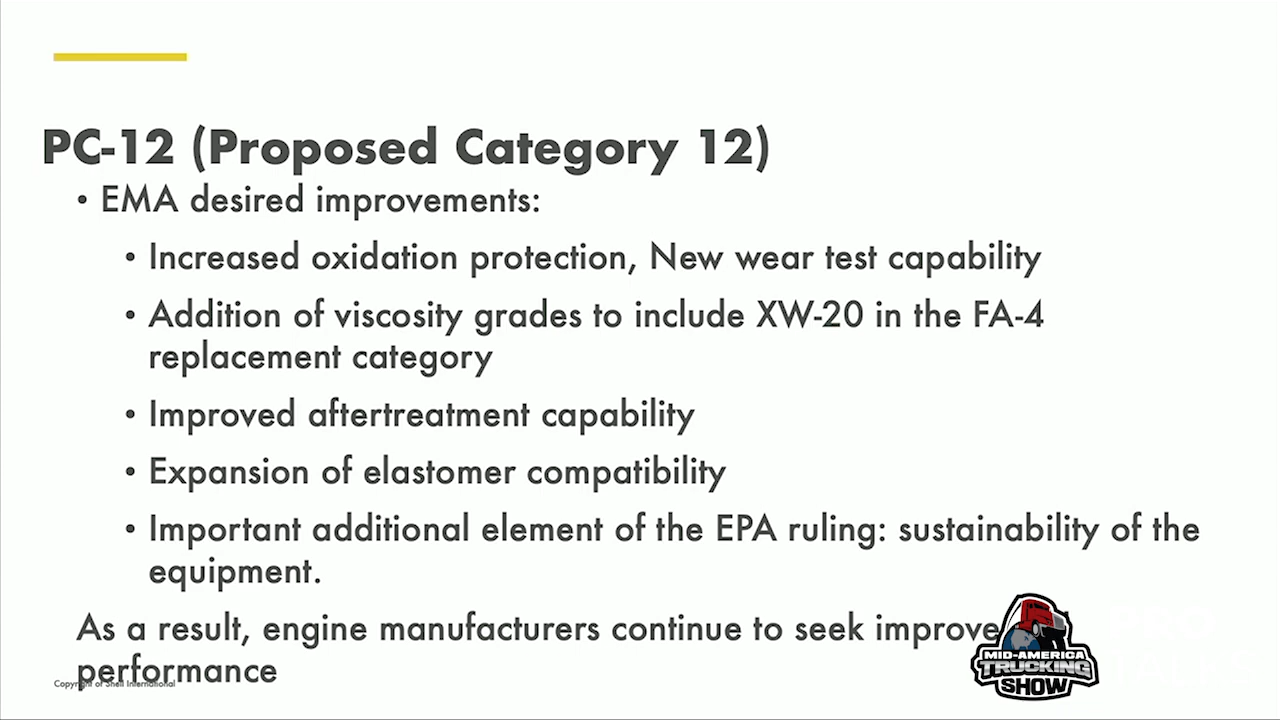 PC-12 (Proposed Category 12)
• EMA desired improvements:
• Increased oxidation protection, New wear test capability
• Addition of viscosity grades to include XW-20 in the FA-4
replacement category
• Improved aftertreatment capability
• Expansion of elastomer compatibility
• Important additional element of the EPA ruling: sustainability of the
equipment.
As a result, engine manufacturers continue to seek improve
performance
Copyright of Shell International
MID-AMERICA
TRUCKING
SHOW
PRO
TALKS